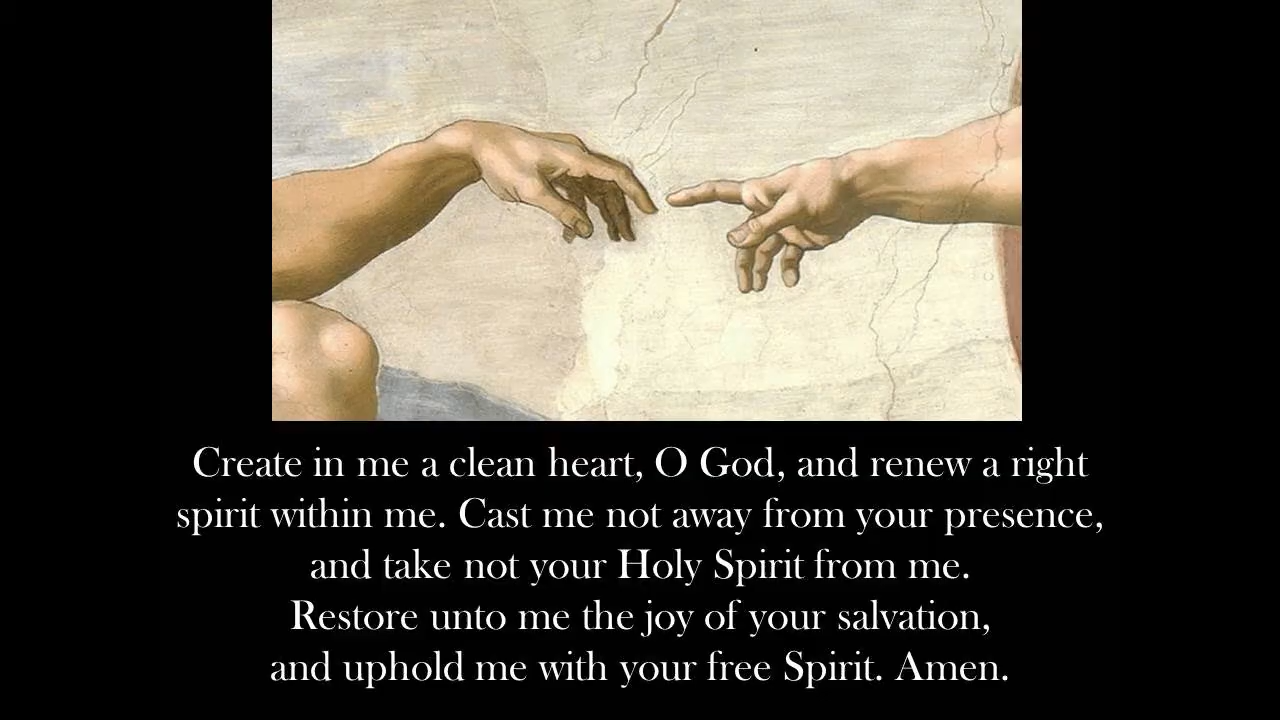 Create in me a clean heart, O God, and renew a right
spirit within me. Cast me not away from your presence,
and take not your Holy Spirit from me.
Restore unto me the joy of your salvation,
and uphold me with your free Spirit. Amen.